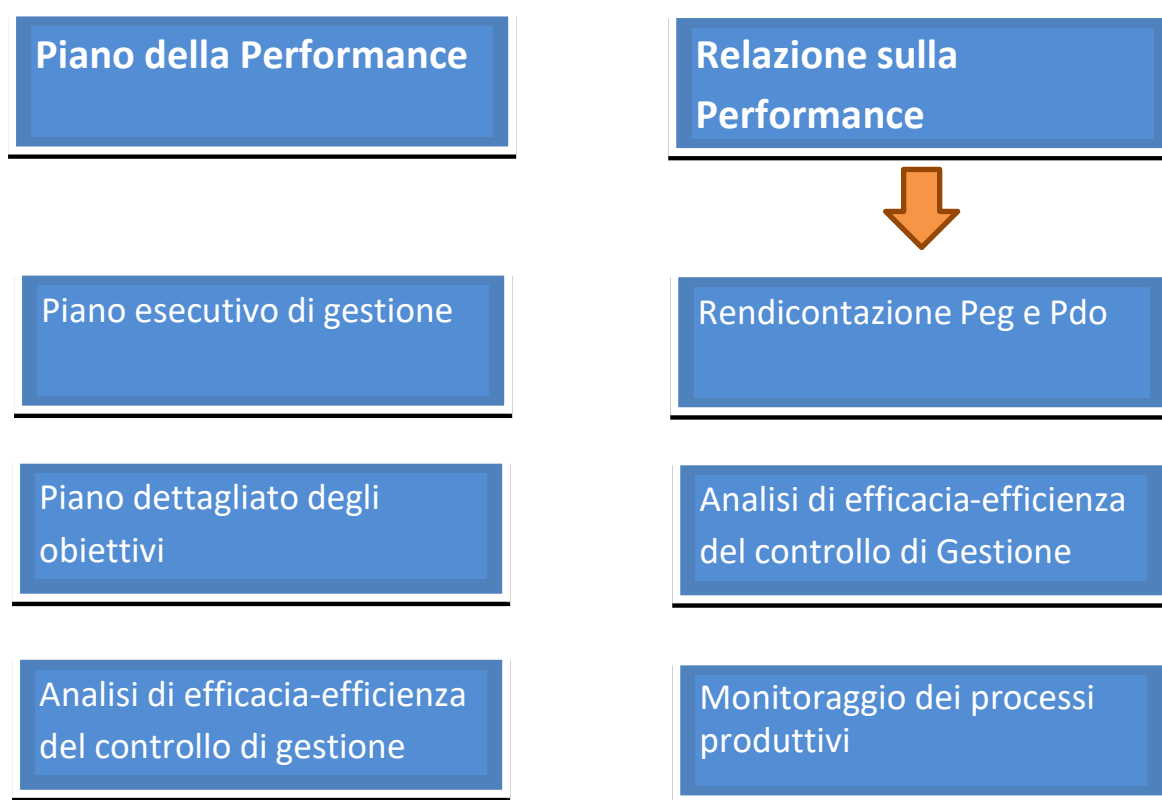 Piano della Performance
Piano esecutivo di gestione
Piano dettagliato degli
obiettivi
Analisi di efficacia-efficienza
del controllo di gestione
Relazione sulla
Performance
Rendicontazione Peg e Pdo
Analisi di efficacia-efficienza
del controllo di Gestione
Monitoraggio dei processi
produttivi